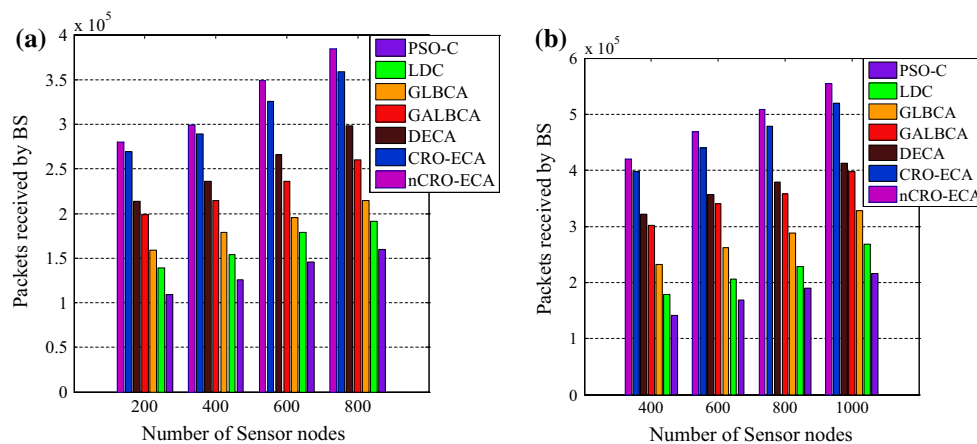 (a)
x 10^5
Packets received by BS
4
3.5
3
2.5
2
1.5
1
0.5
0
200
400
600
800
Number of Sensor nodes
PSO-C
LDC
GLBCA
GALBCA
DECA
CRO-ECA
nCRO-ECA
(b)
x 10^5
Packets received by BS
6
5
4
3
2
1
0
400
600
800
1000
Number of Sensor nodes
PSO-C
LDC
GLBCA
GALBCA
DECA
CRO-ECA
nCRO-ECA